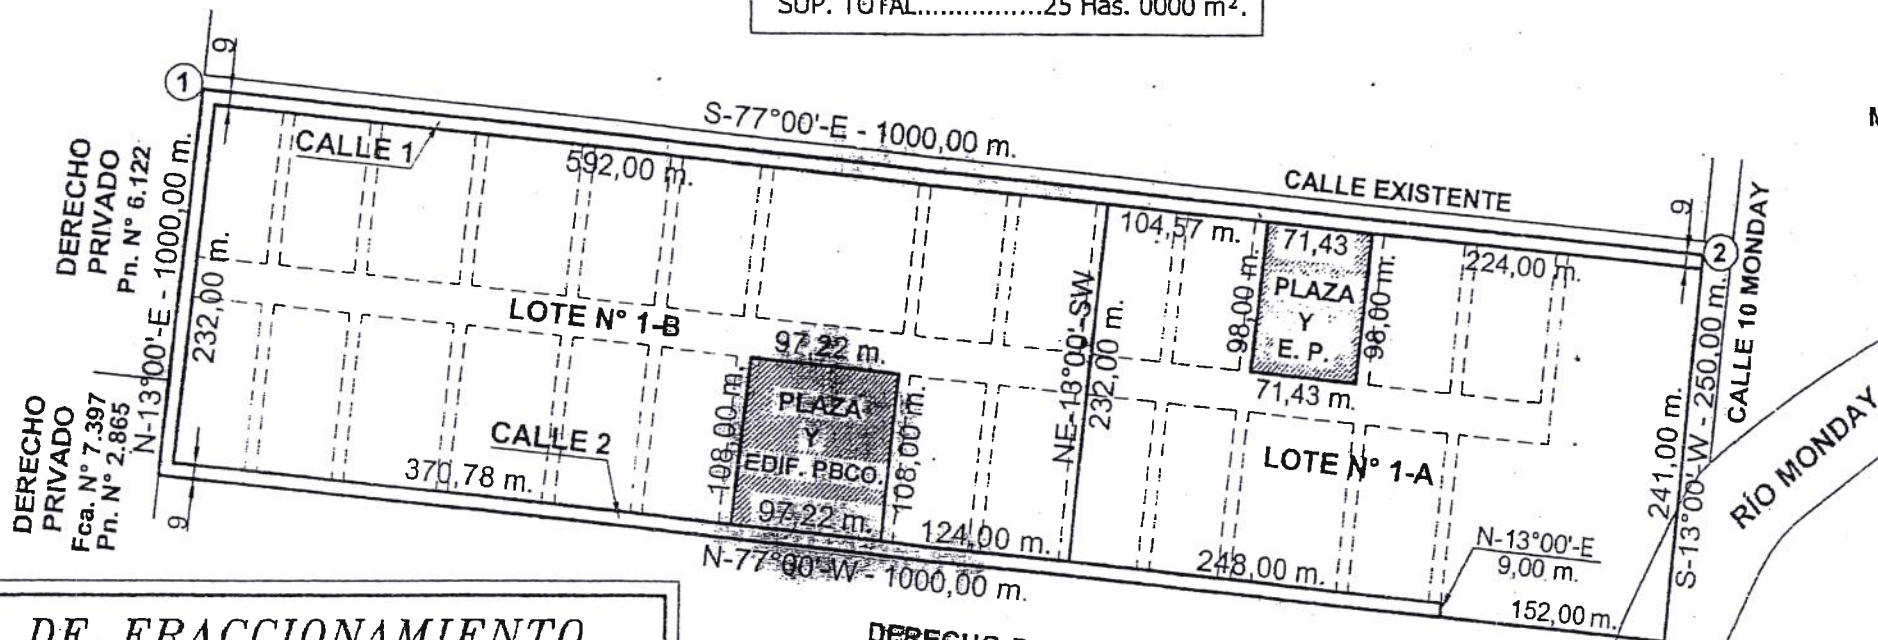 SUP. TOTAL................25 Has. 0000 m².
9
1
S-77°00'-E - 1000,00 m.
CALLE EXISTENTE
9
2
CALLE 1
592,00 m.
104,57 m.
71,43
224,00 m.
DERECHO
PRIVADO
Pn. N° 6.122
N-13°00'-E - 1000,00 m.
232,00 m.
98,00 m.
PLAZA
Y
E. P.
98,00 m.
71,43 m.
CALLE 10 MONDAY
S-13°00'-W - 250,00 m.
241,00 m.
RÍO MONDAY
LOTE N° 1-B
97,22 m.
NE-13°00'-SW
232,00 m.
108,00 m.
PLAZA
Y
EDIF. PBCO.
108,00 m.
97,22 m.
LOTE N° 1-A
DERECHO
PRIVADO
Fca. N° 7.397
Pn. N° 2.865
CALLE 2
370,78 m.
124,00 m.
248,00 m.
N-13°00'-E
9,00 m.
152,00 m.
9
N-77°00'-W - 1000,00 m.
DE FRACCIONAMIENTO